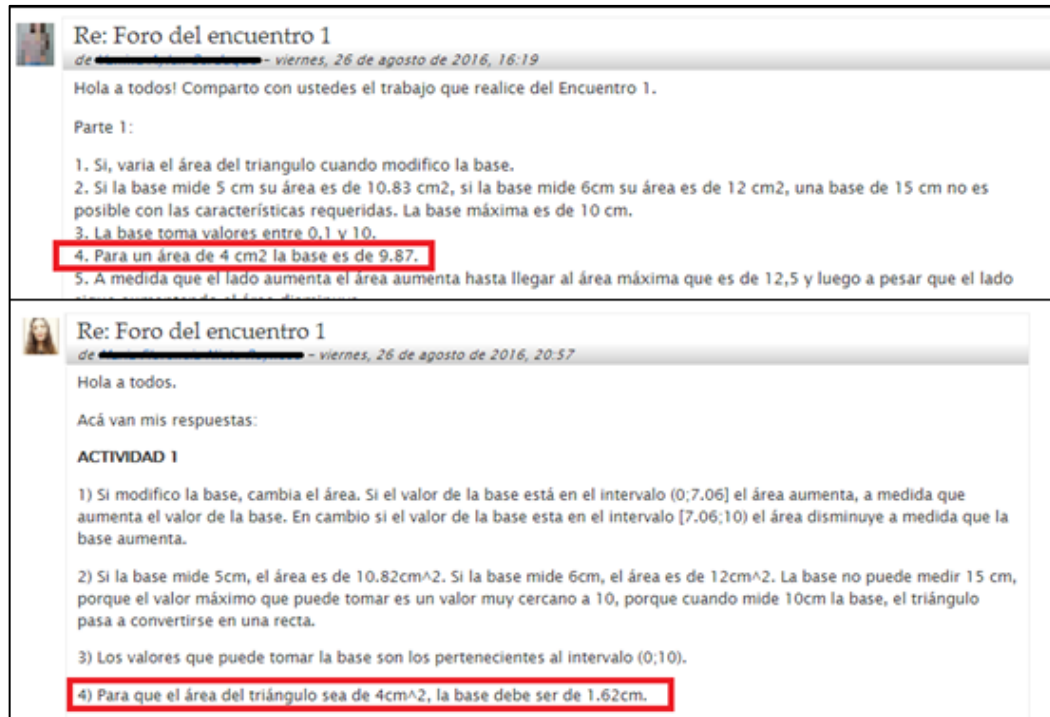 Re: Foro del encuentro 1
de – viernes, 26 de agosto de 2016, 16:19
Hola a todos! Comparto con ustedes el trabajo que realice del Encuentro 1.
Parte 1:
1. Si, varia el área del triangulo cuando modifico la base.
2. Si la base mide 5 cm su área es de 10.83 cm2, si la base mide 6cm su área es de 12 cm2, una base de 15 cm no es
posible con las características requeridas. La base máxima es de 10 cm.
3. La base toma valores entre 0,1 y 10.
4. Para un área de 4 cm2 la base es de 9.87.
5. A medida que el lado aumenta el área aumenta hasta llegar al área máxima que es de 12,5 y luego a pesar que el lado
Re: Foro del encuentro 1
de – viernes, 26 de agosto de 2016, 20:57
Hola a todos.
Acá van mis respuestas:
ACTIVIDAD 1
1) Si modifico la base, cambia el área. Si el valor de la base está en el intervalo (0;7.06] el área aumenta, a medida que
aumenta el valor de la base. En cambio si el valor de la base esta en el intervalo [7.06;10) el área disminuye a medida que la
base aumenta.
2) Si la base mide 5cm, el área es de 10.82cm^2. Si la base mide 6cm, el área es de 12cm^2. La base no puede medir 15 cm,
porque el valor máximo que puede tomar es un valor muy cercano a 10, porque cuando mide 10cm la base, el triángulo
pasa a convertirse en una recta.
3) Los valores que puede tomar la base son los pertenecientes al intervalo (0;10).
4) Para que el área del triángulo sea de 4cm^2, la base debe ser de 1.62cm.